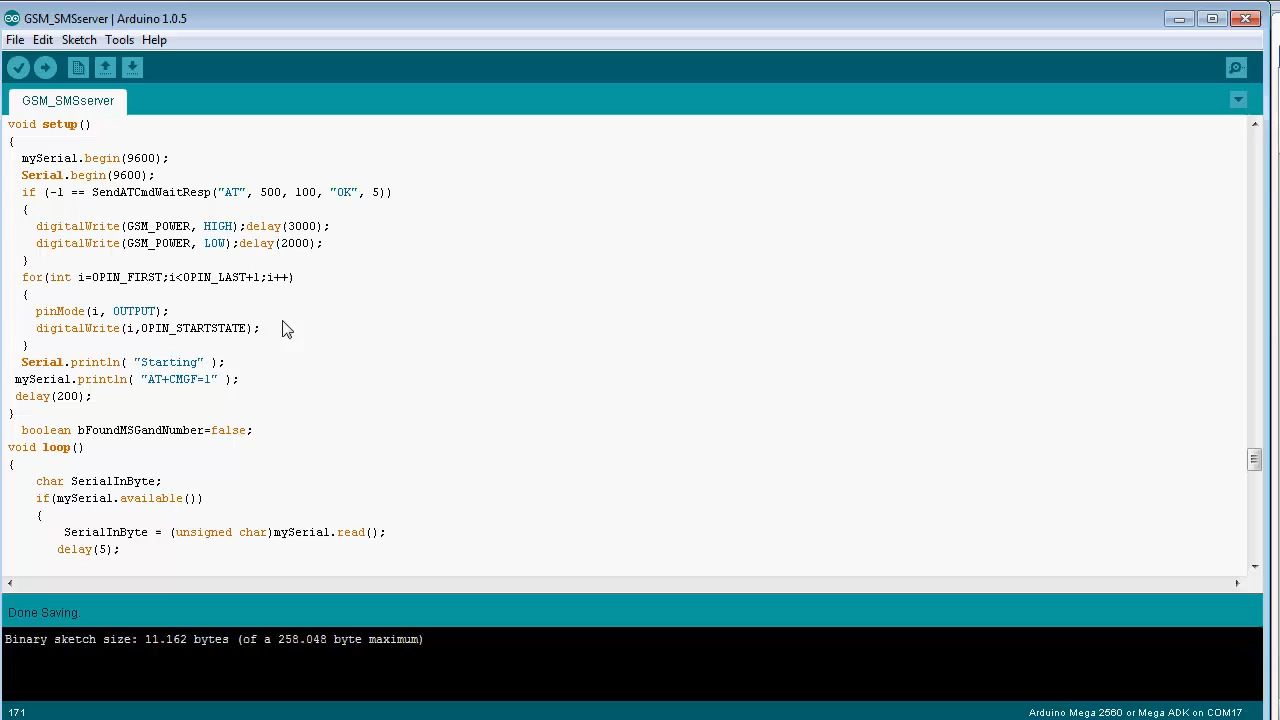 GSM_SMSserver | Arduino 1.0.5
File Edit Sketch Tools Help
GSM_SMSserver
void setup()
{
mySerial.begin(9600);
Serial.begin(9600);
if (-1 == SendATCmdWaitResp("AT", 500, 100, "OK", 5))
{
digitalWrite(GSM_POWER, HIGH);delay(3000);
digitalWrite(GSM_POWER, LOW);delay(2000);
}
for(int i=OPIN_FIRST;i<OPIN_LAST+1;i++)
{
pinMode(i, OUTPUT);
digitalWrite(i,OPIN_STARTSTATE);
}
Serial.println( "Starting" );
mySerial.println( "AT+CMGF=1" );
delay(200);
}
boolean bFoundMSGandNumber=false;
void loop()
{
char SerialInByte;
if(mySerial.available())
{
SerialInByte = (unsigned char)mySerial.read();
delay(5);
Done Saving.
Binary sketch size: 11.162 bytes (of a 258.048 byte maximum)
171
Arduino Mega 2560 or Mega ADK on COM17